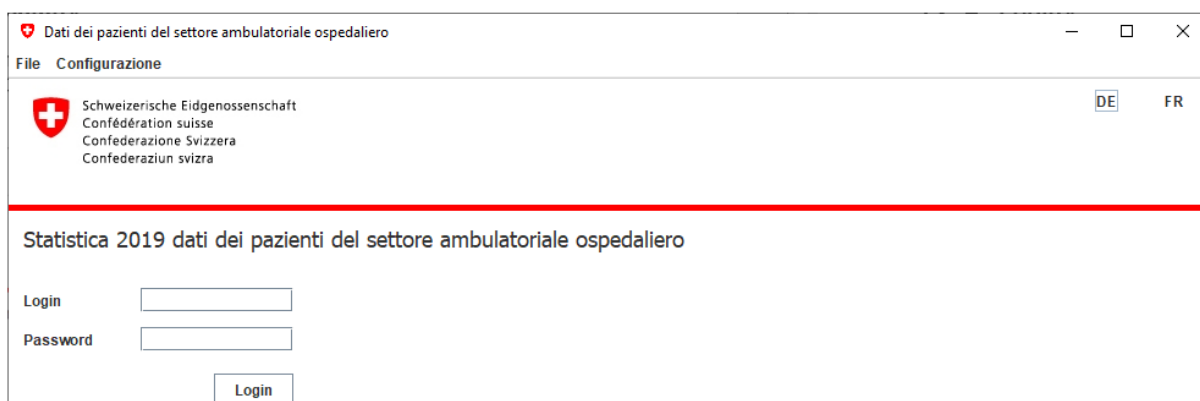 Dati dei pazienti del settore ambulatoriale ospedaliero
File Configurazione
Schweizerische Eidgenossenschaft
Confédération suisse
Confederazione Svizzera
Confederaziun svizra
DE FR
Statistica 2019 dati dei pazienti del settore ambulatoriale ospedaliero
Login
Password
Login